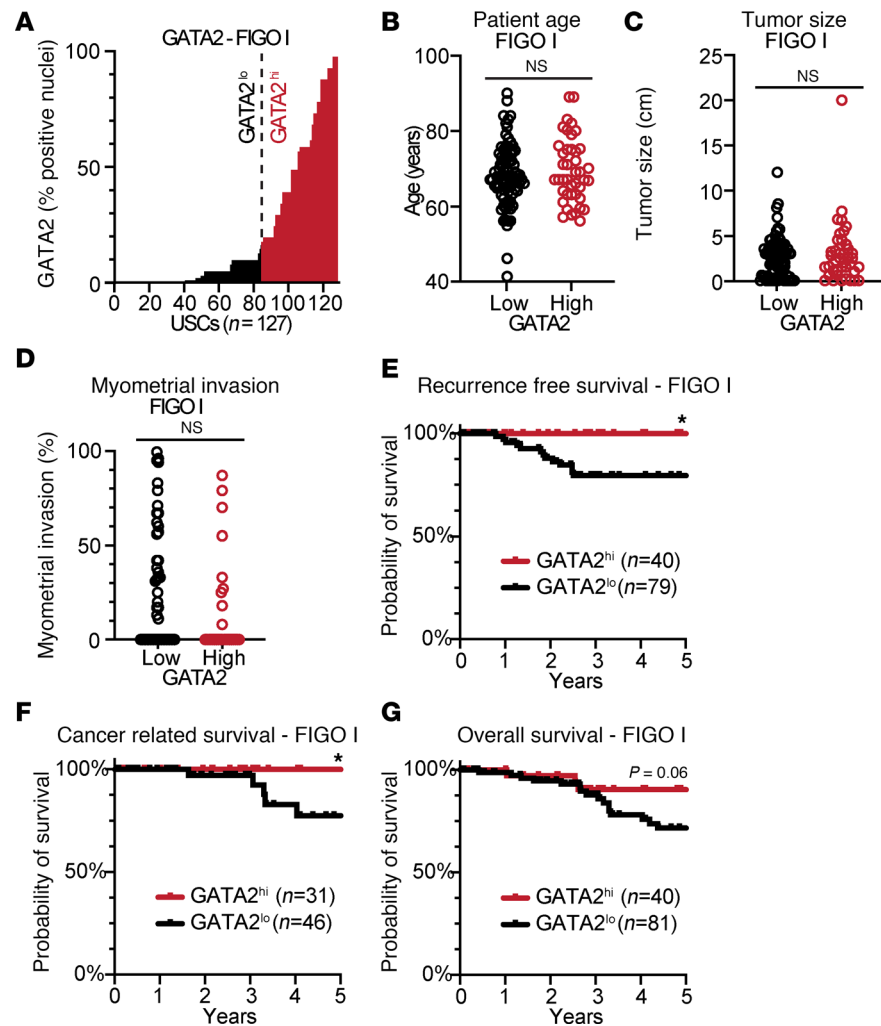 A
GATA2 - FIGO I
GATA2 (% positive nuclei)
100
50
0
GATA2lo
GATA2hi
0 20 40 60 80 100 120
USCs (n = 127)
B
Patient age
FIGO I
NS
Age (years)
100
80
60
40
Low High
GATA2
C
Tumor size
FIGO I
NS
Tumor size (cm)
25
20
15
10
5
0
Low High
GATA2
D
Myometrial invasion
FIGO I
NS
Myometrial invasion (%)
100
50
0
Low High
GATA2
E
Recurrence free survival - FIGO I
*
Probability of survival
100%
50%
0%
GATA2hi (n=40)
GATA2lo (n=79)
0 1 2 3 4 5
Years
F
Cancer related survival - FIGO I
*
Probability of survival
100%
50%
0%
GATA2hi (n=31)
GATA2lo (n=46)
0 1 2 3 4 5
Years
G
Overall survival - FIGO I
P = 0.06
Probability of survival
100%
50%
0%
GATA2hi (n=40)
GATA2lo (n=81)
0 1 2 3 4 5
Years